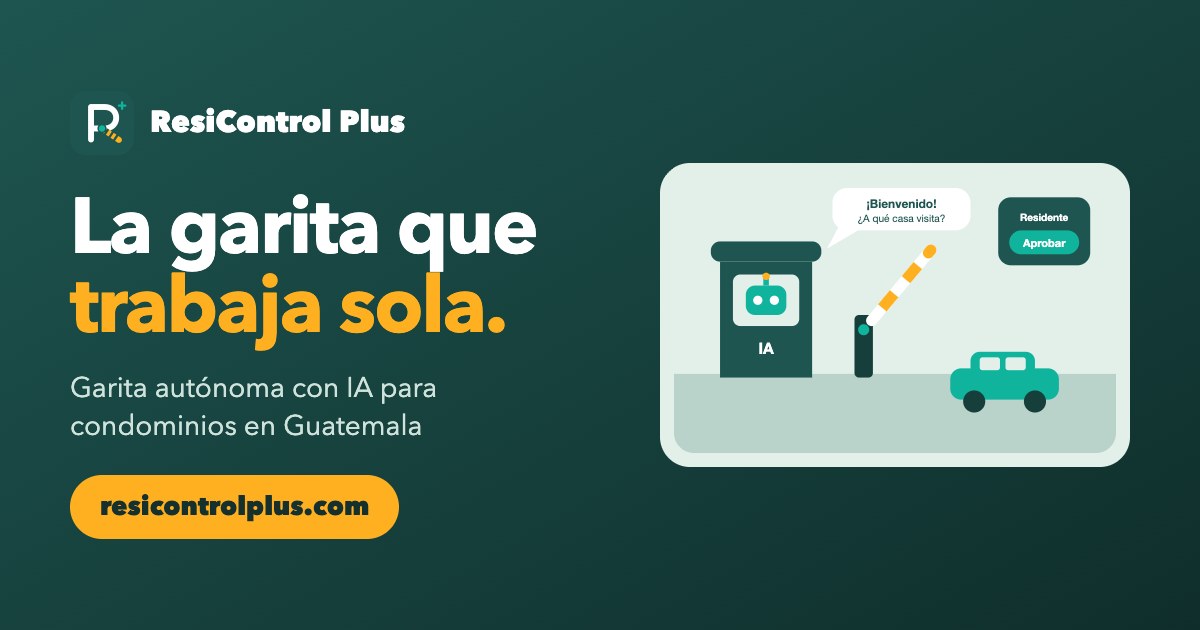 ResiControl Plus
La garita que
trabaja sola.
Garita autónoma con IA para
condominios en Guatemala
resicontrolplus.com
¡Bienvenido!
¿A qué casa visita?
Residente
Aprobar
IA